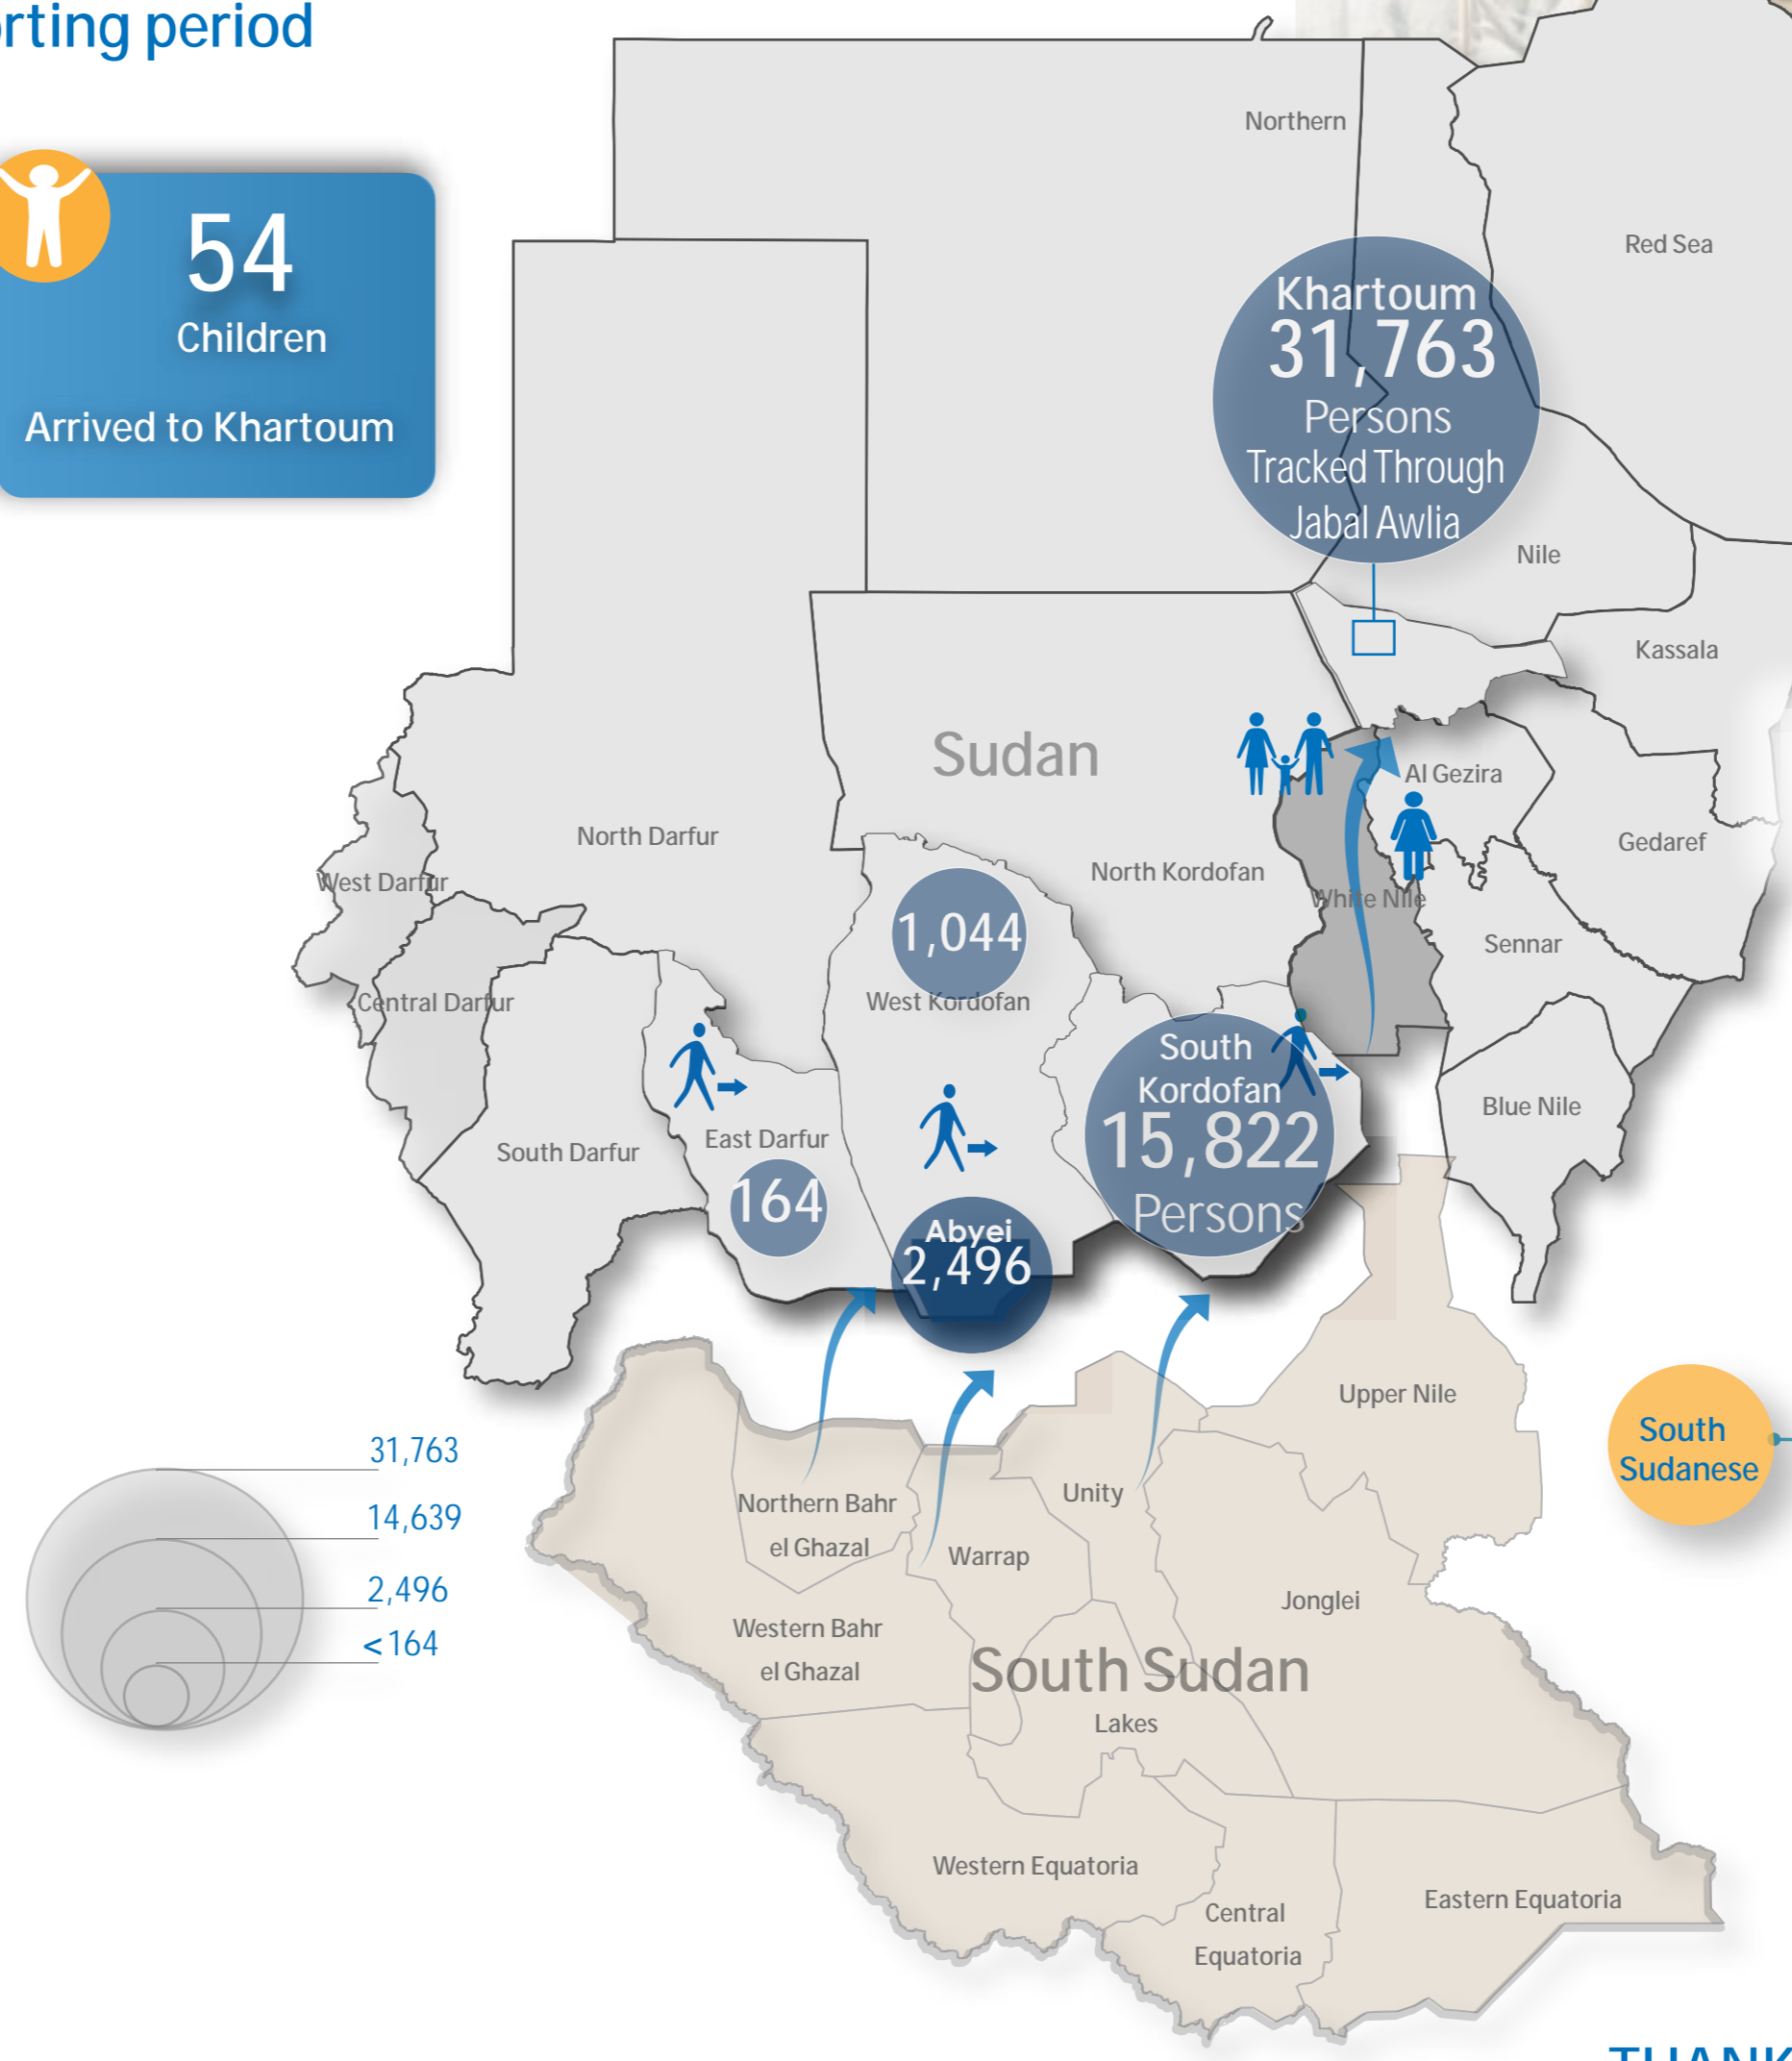 rting period
54
Children
Arrived to Khartoum
Northern
Red Sea
Khartoum
31,763
Persons
Tracked Through
Jabal Awlia
Nile
Kassala
Sudan
Al Gezira
North Darfur
Gedaref
North Kordofan
West Darfur
White Nile
1,044
Sennar
West Kordofan
Central Darfur
South
Kordofan
15,822
Persons
Blue Nile
East Darfur
South Darfur
164
Abyei
2,496
Upper Nile
South
Sudanese
31,763
14,639
2,496
<164
Unity
Northern Bahr
el Ghazal
Warrap
Jonglei
Western Bahr
el Ghazal
South Sudan
Lakes
Western Equatoria
Eastern Equatoria
Central
Equatoria
THANK